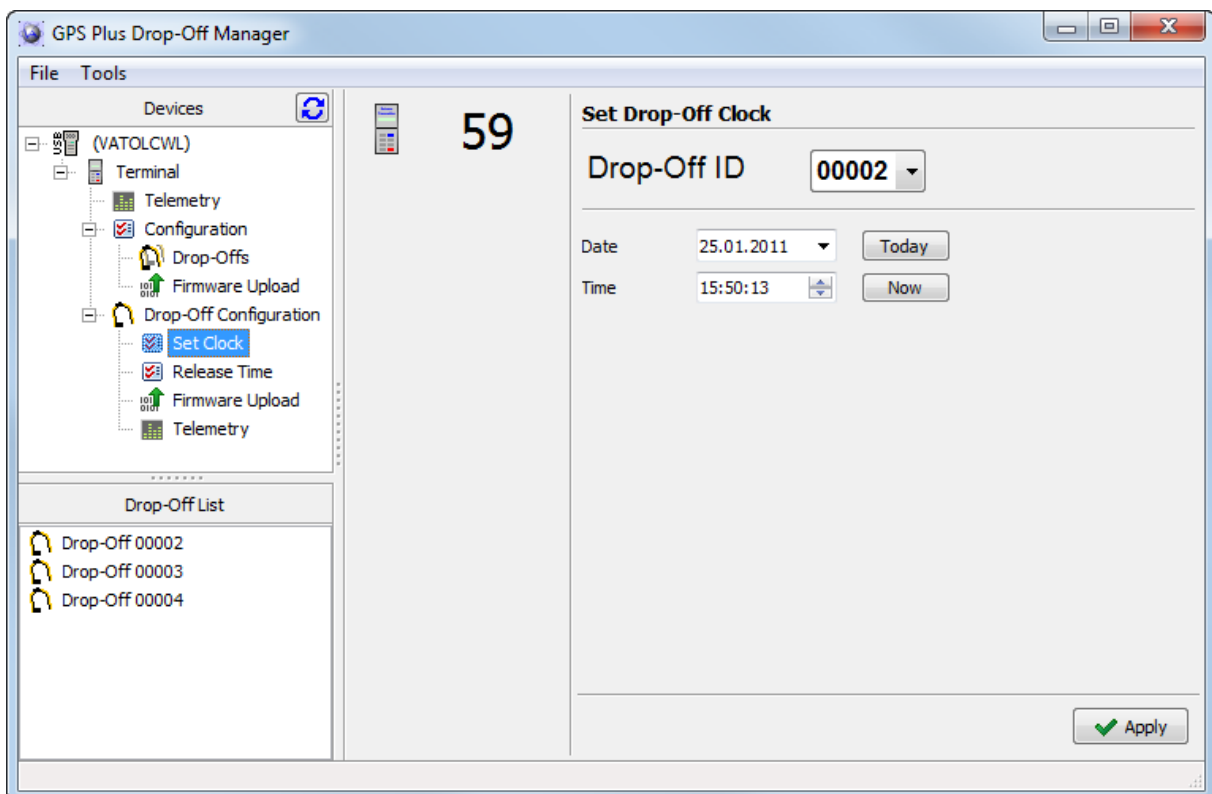 GPS Plus Drop-Off Manager
File Tools
Devices
(VATOLCWL)
Terminal
Telemetry
Configuration
Drop-Offs
Firmware Upload
Drop-Off Configuration
Set Clock
Release Time
Firmware Upload
Telemetry
Drop-Off List
Drop-Off 00002
Drop-Off 00003
Drop-Off 00004
59
Set Drop-Off Clock
Drop-Off ID 00002
Date 25.01.2011 Today
Time 15:50:13 Now
Apply